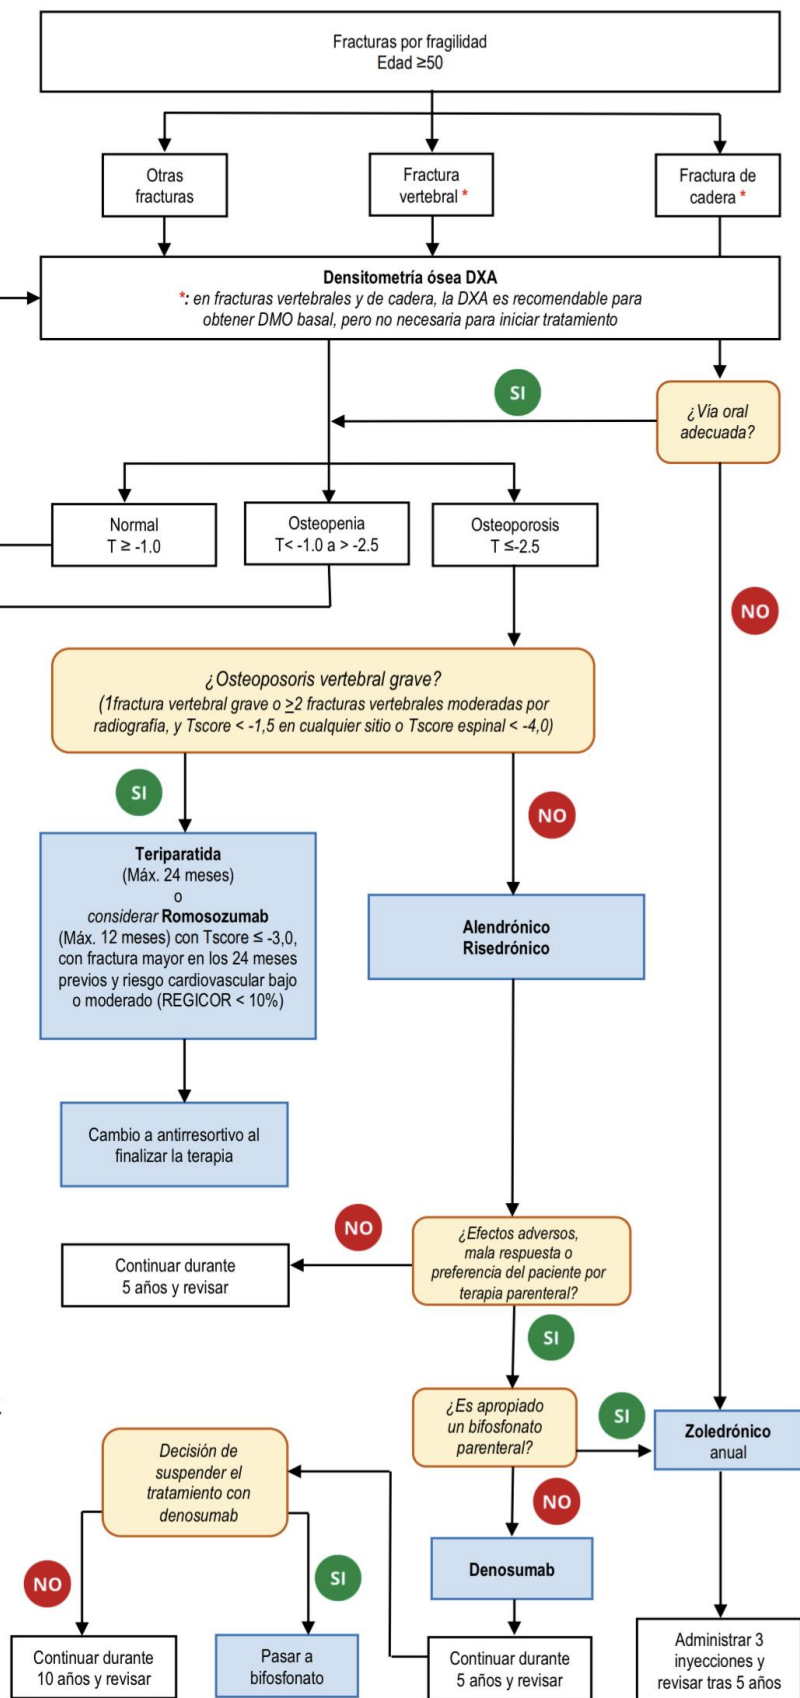 Fracturas por fragilidad
Edad ≥50
Otras
fracturas
Fractura
vertebral *
Fractura de
cadera *
Densitometría ósea DXA
*: en fracturas vertebrales y de cadera, la DXA es recomendable para
obtener DMO basal, pero no necesaria para iniciar tratamiento
SI
¿Vía oral
adecuada?
Normal
T ≥ -1.0
Osteopenia
T< -1.0 a > -2.5
Osteoporosis
T ≤-2.5
NO
¿Osteoposoris vertebral grave?
(1fractura vertebral grave o ≥2 fracturas vertebrales moderadas por
radiografía, y Tscore < -1,5 en cualquier sitio o Tscore espinal < -4,0)
SI
NO
Teriparatida
(Máx. 24 meses)
o
considerar Romosozumab
(Máx. 12 meses) con Tscore ≤ -3,0,
con fractura mayor en los 24 meses
previos y riesgo cardiovascular bajo
o moderado (REGICOR < 10%)
Alendrónico
Risedrónico
Cambio a antirresortivo al
finalizar la terapia
NO
¿Efectos adversos,
mala respuesta o
preferencia del paciente por
terapia parenteral?
Continuar durante
5 años y revisar
SI
¿Es apropiado
un bifosfonato
parenteral?
SI
Zoledrónico
anual
Decisión de
suspender el
tratamiento con
denosumab
NO
Denosumab
NO
SI
Continuar durante
10 años y revisar
Pasar a
bifosfonato
Continuar durante
5 años y revisar
Administrar 3
inyecciones y
revisar tras 5 años